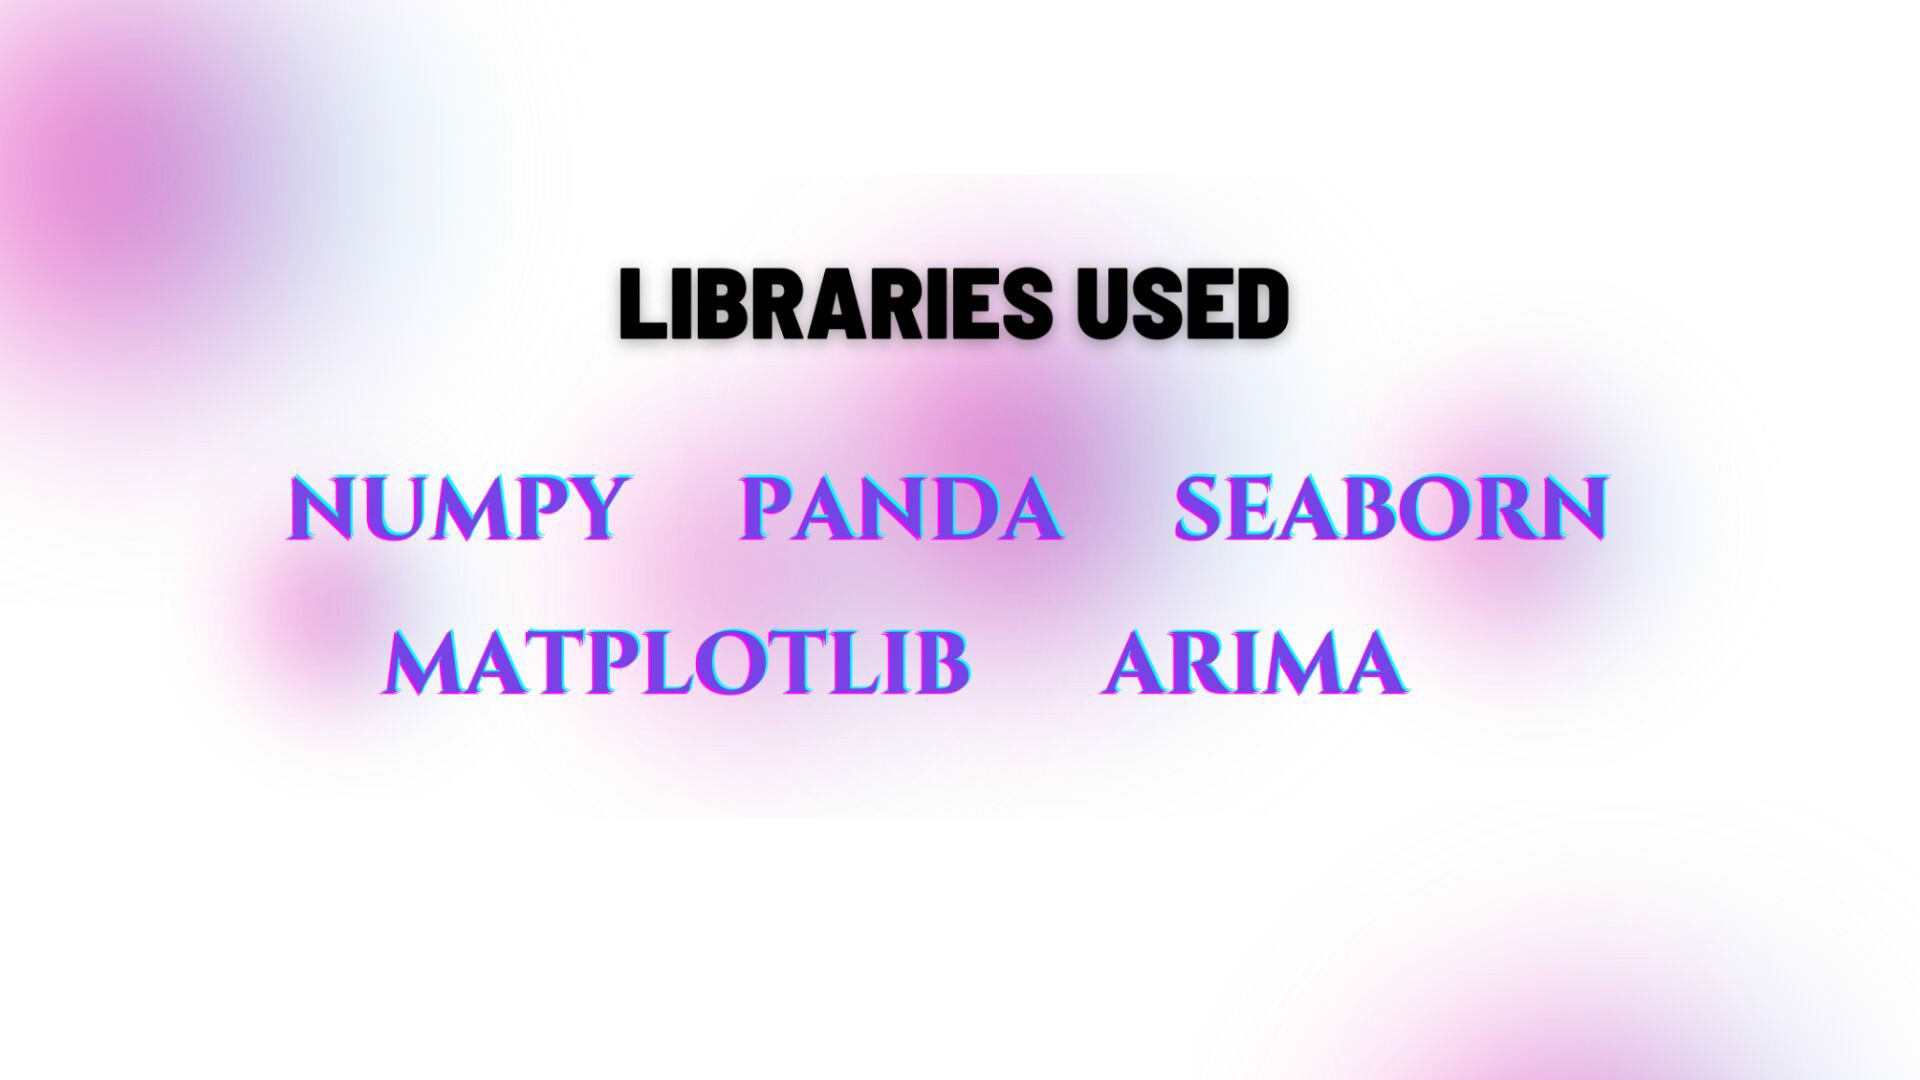 LIBRARIES USED
NUMPY PANDA SEABORN
MATPLOTLIB ARIMA